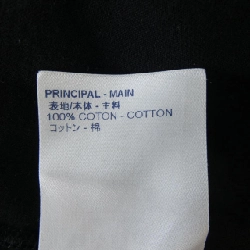 PRINCIPAL - MAIN
表地/本体 - 主料
100% COTON - COTTON
コットン - 棉